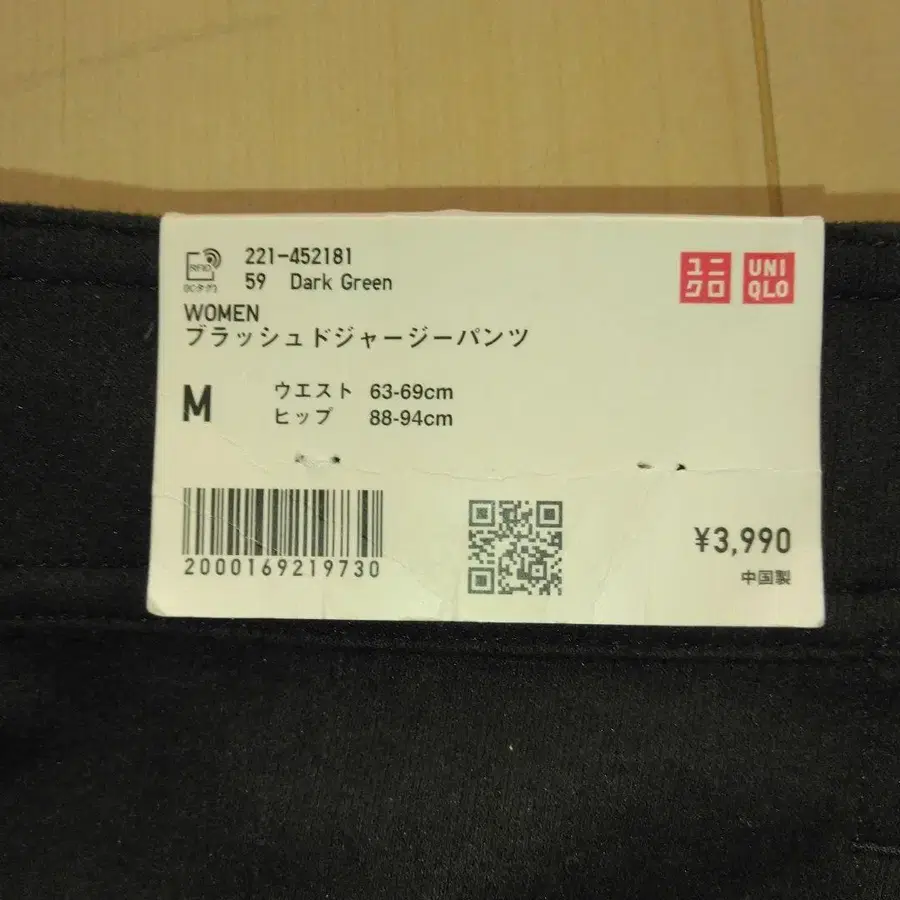 221-452181
59 Dark Green
WOMEN
ブラッシュドジャージーパンツ
M
ウエスト 63-69cm
ヒップ 88-94cm
2000169219730
ユニクロ
UNIQLO
¥3,990
中国製
RFID